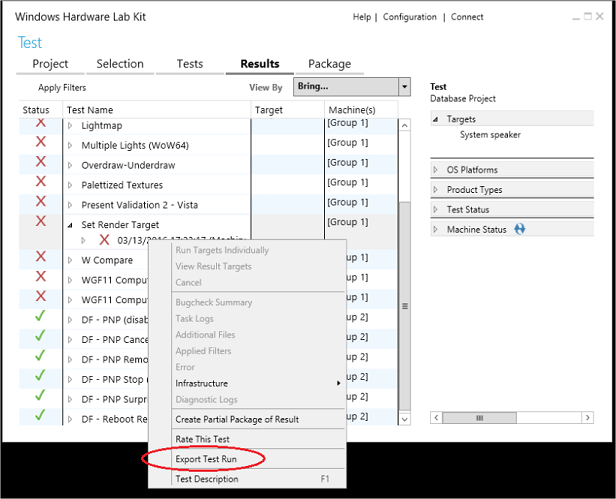 Windows Hardware Lab Kit
Help | Configuration | Connect
Test
Project Selection Tests Results Package
Apply Filters View By Bring...
Status Test Name Target Machine(s)
Lightmap [Group 1]
Multiple Lights (WoW64) [Group 1]
Overdraw-Underdraw [Group 1]
Palettized Textures [Group 1]
Present Validation 2 - Vista [Group 1]
Set Render Target [Group 1]
03/13/2016
W Compare up 1]
WGF11 Compu up 1]
WGF11 Compu up 1]
DF - PNP (disab up 2]
DF - PNP Cance up 2]
DF - PNP Remo up 2]
DF - PNP Stop ( up 2]
DF - PNP Surpr up 2]
DF - Reboot Re up 2]
Run Targets Individually
View Result Targets
Cancel
Bugcheck Summary
Task Logs
Additional Files
Applied Filters
Error
Infrastructure
Diagnostic Logs
Create Partial Package of Result
Rate This Test
Export Test Run
Test Description F1
Test
Database Project
Targets
System speaker
OS Platforms
Product Types
Test Status
Machine Status